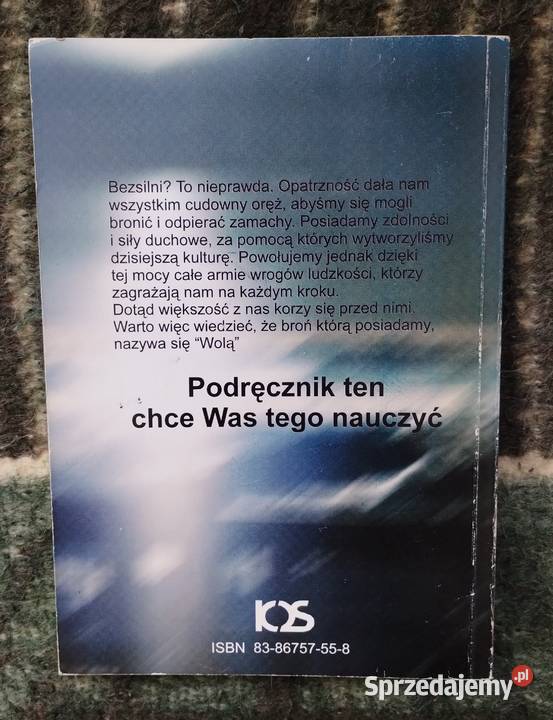 Bezsilni? To nieprawda. Opatrzność dała nam
wszystkim cudowny oręż, abyśmy się mogli
bronić i odpierać zamachy. Posiadamy zdolności
i siły duchowe, za pomocą których wytworzyliśmy
dzisiejszą kulturę. Powołujemy jednak dzięki
tej mocy całe armie wrogów ludzkości, którzy
zagrażają nam na każdym kroku.
Dotąd większość z nas korzy się przed nimi.
Warto więc wiedzieć, że broń którą posiadamy,
nazywa się "Wolą"
Podręcznik ten
chce Was tego nauczyć
KOS
ISBN 83-86757-55-8
Sprzedajemy.pl